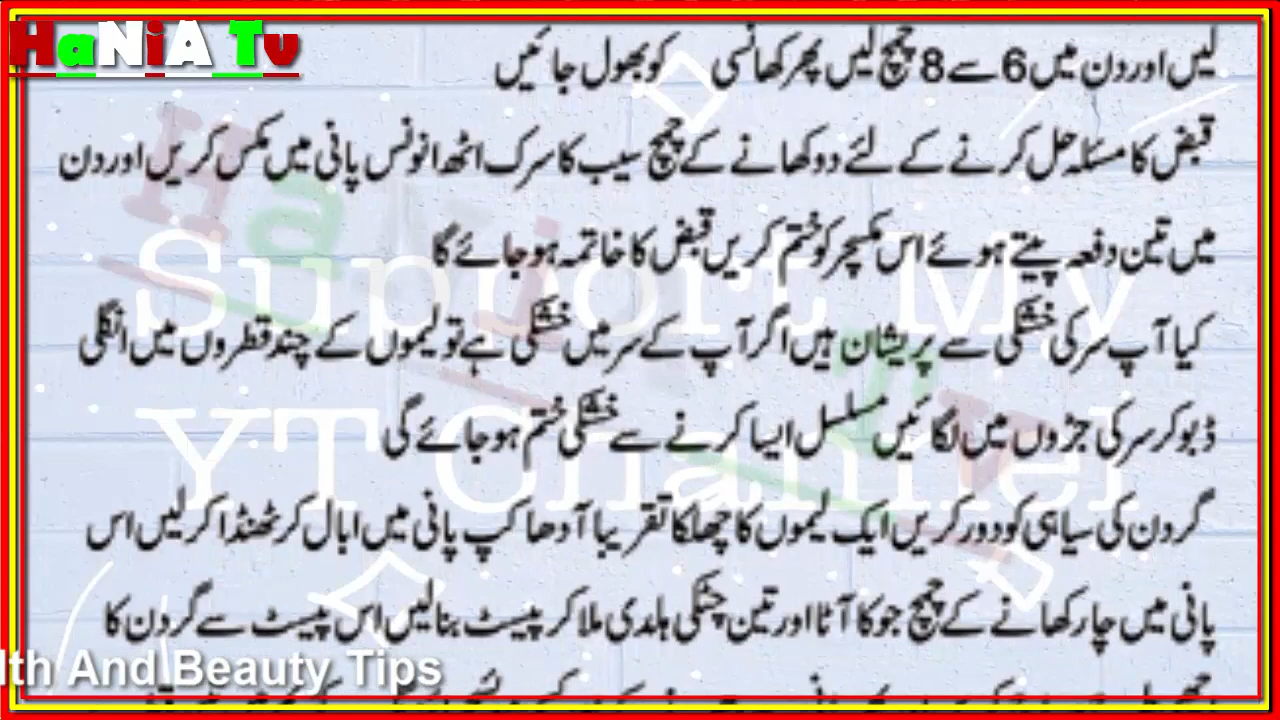 HaNiA Tv
لیں اور دن میں 6 سے 8 چمچ لیں پھر کھانسی کو بھول جائیں
قبض کا مسئلہ حل کرنے کے لئے دو کھانے کے چمچ سیب کا سرک اٹھ انونس پانی میں مکس کریں اور دن
میں تین دفعہ پیتے ہوئے اس مکسچر کو ختم کریں قبض کا خاتمہ ہو جائے گا
کیا آپ سر کی خشکی سے پریشان ہیں اگر آپ کے سر میں خشکی ہے تو لیموں کے چند قطروں میں انگلی
ڈبو کر سر کی جڑوں میں لگائیں مسلسل ایسا کرنے سے خشکی ختم ہو جائے گی
گردن کی سیاہی کو دور کریں ایک لیموں کا چھلکا تقریبا آدھا کپ پانی میں ابال کر ٹھنڈا کر لیں اس
پانی میں چار کھانے کے چمچ جو کا آٹا اور تین چٹکی ہلدی ملا کر پیسٹ بنا لیں اس پیسٹ سے گردن کا
Support My
YT Channel
lth And Beauty Tips